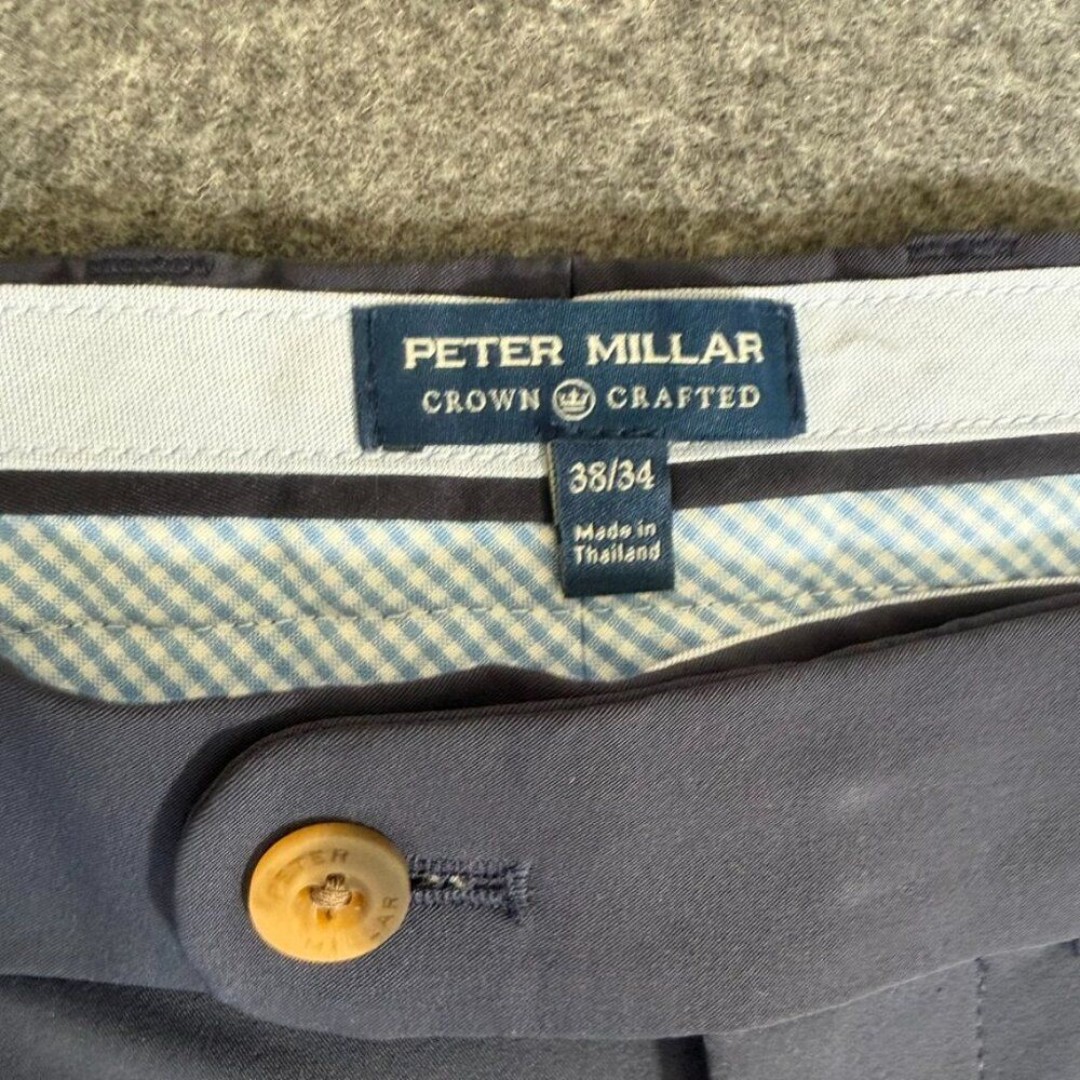 PETER MILLAR
CROWN CRAFTED
38/34
Made in
Thailand
PETER
MILLAR